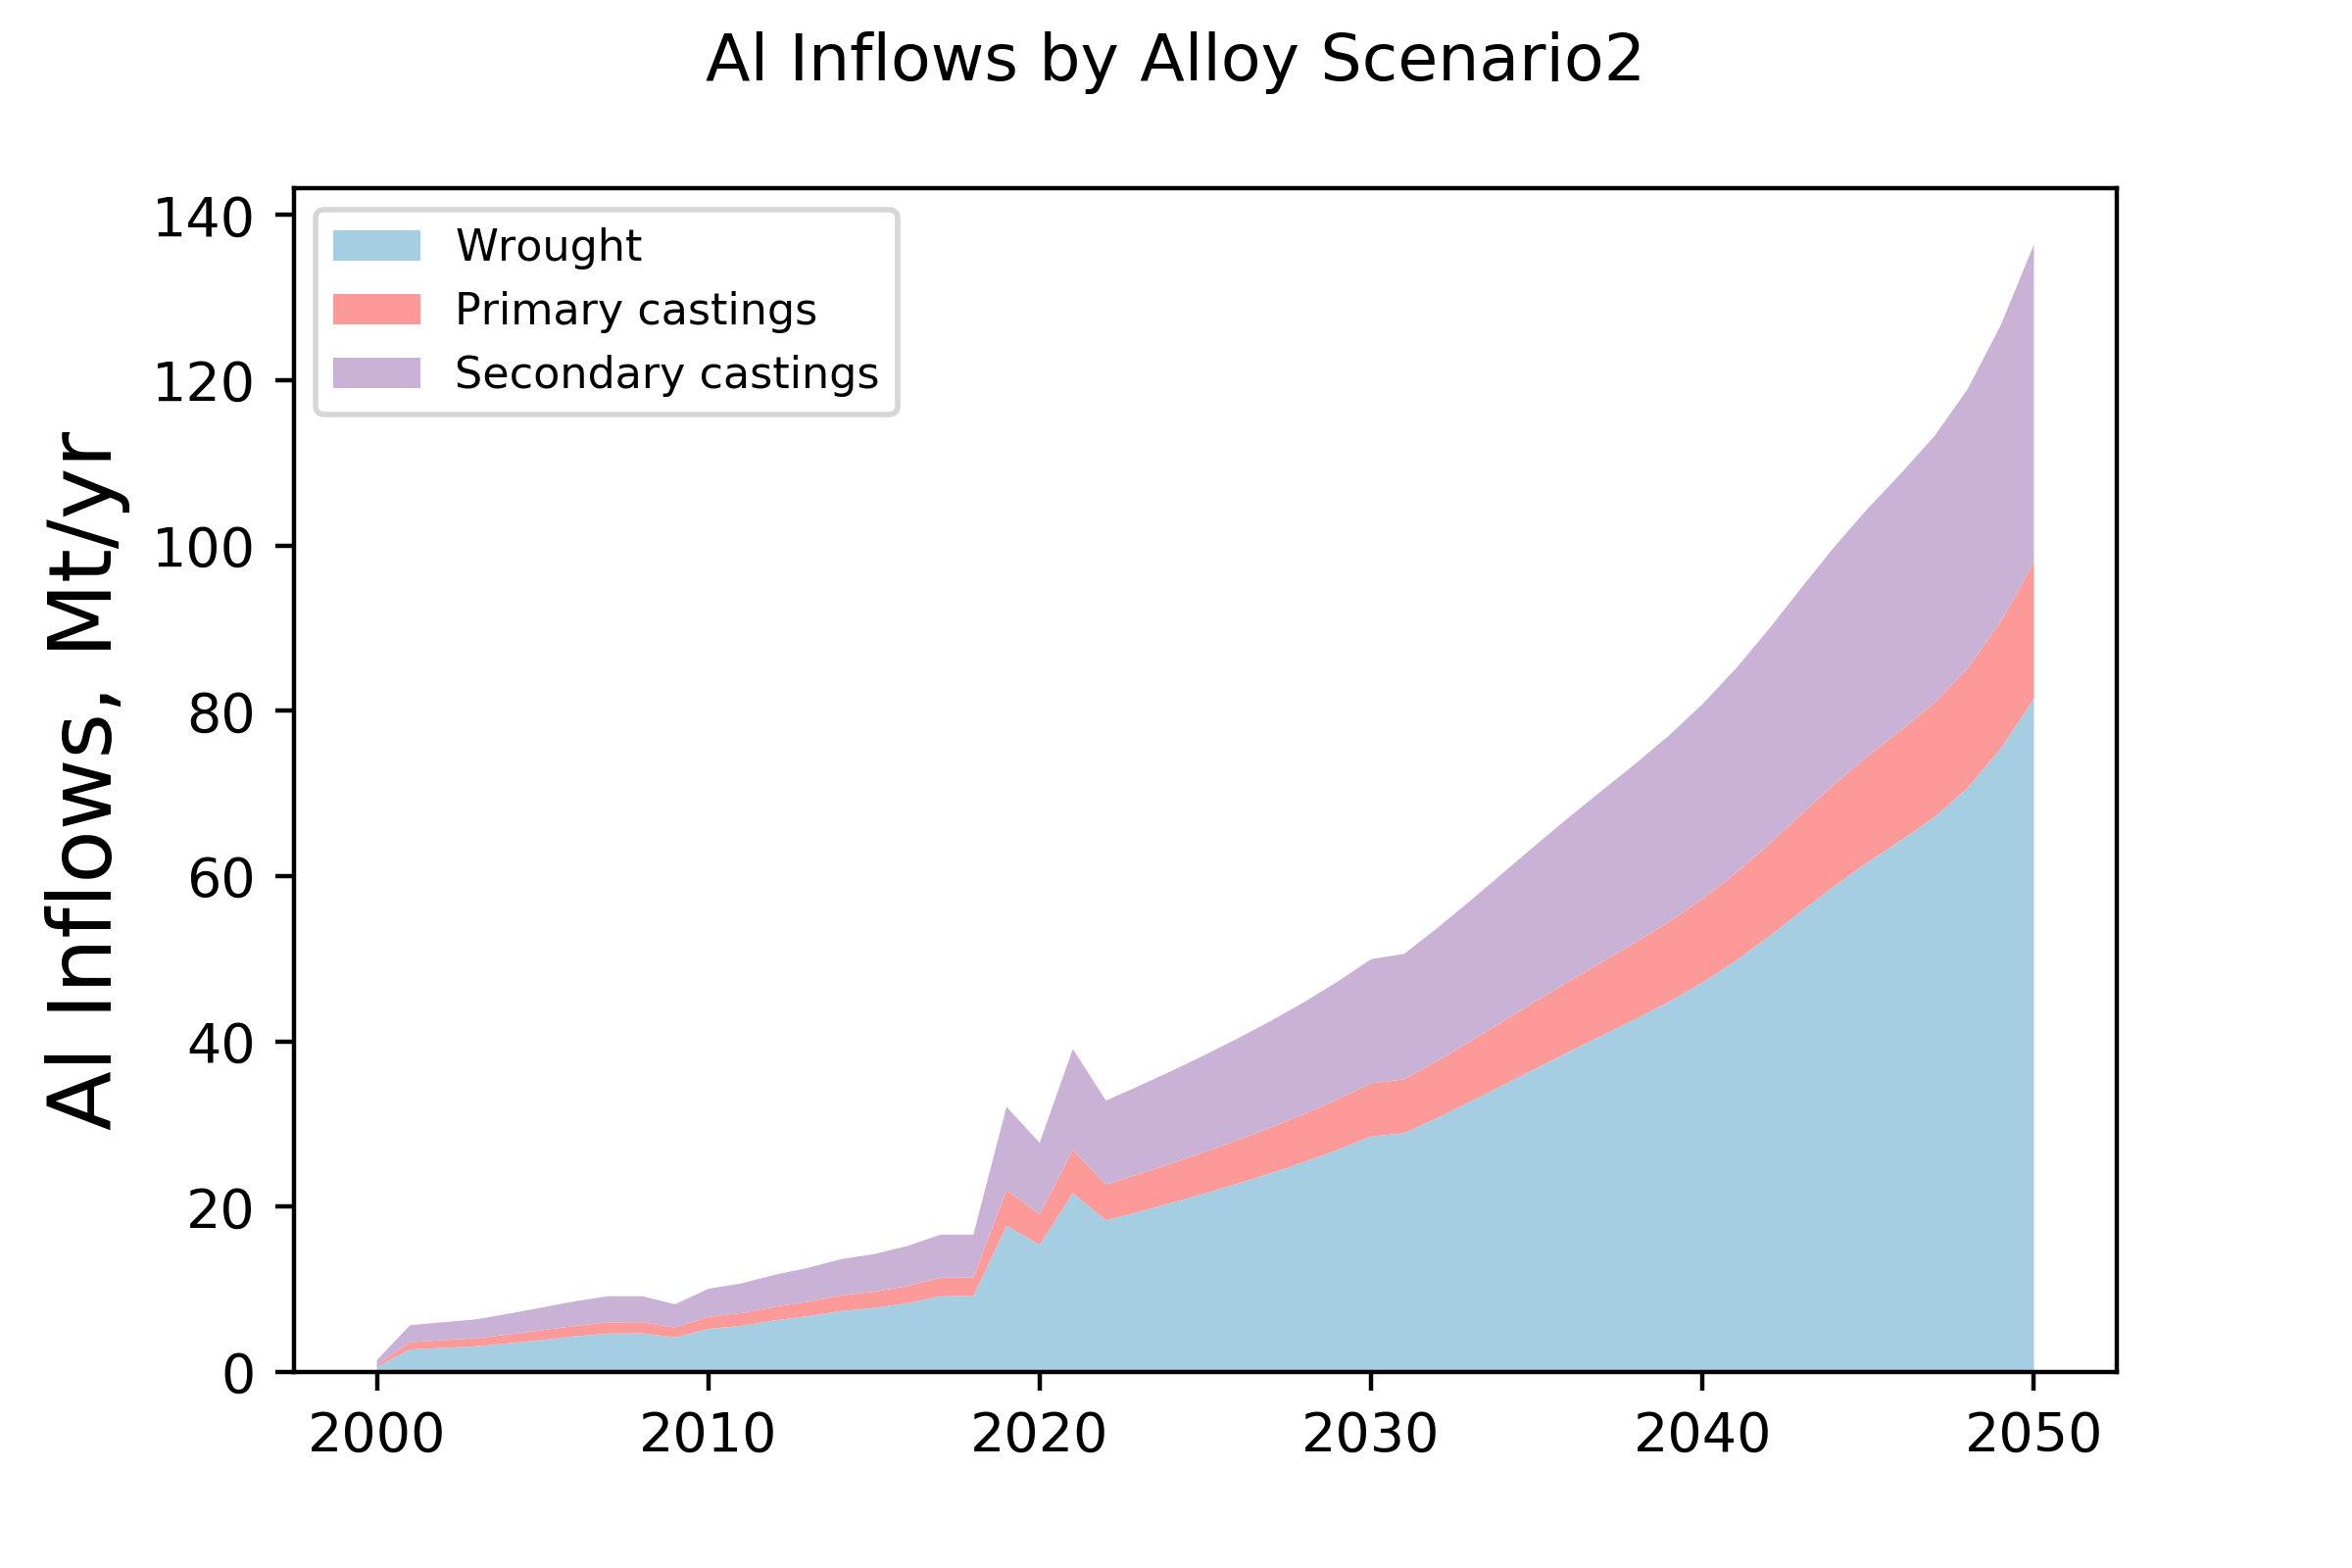 Al Inflows by Alloy Scenario2
Al Inflows, Mt/yr
140
120
100
80
60
40
20
0
Wrought
Primary castings
Secondary castings
2000 2010 2020 2030 2040 2050